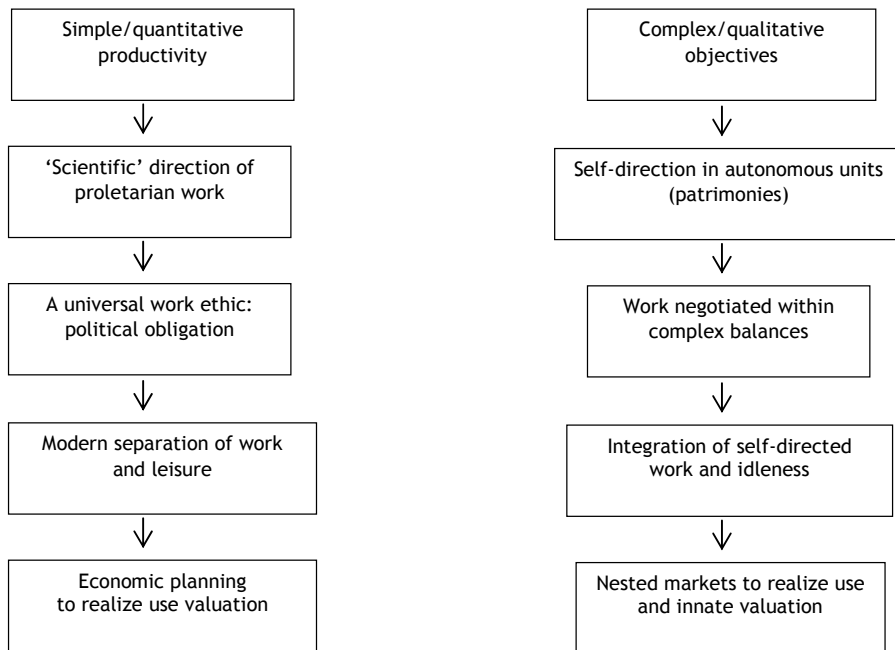 Simple/quantitative
productivity
‘Scientific’ direction of
proletarian work
A universal work ethic:
political obligation
Modern separation of work
and leisure
Economic planning
to realize use valuation
Complex/qualitative
objectives
Self-direction in autonomous units
(patrimonies)
Work negotiated within
complex balances
Integration of self-directed
work and idleness
Nested markets to realize use
and innate valuation